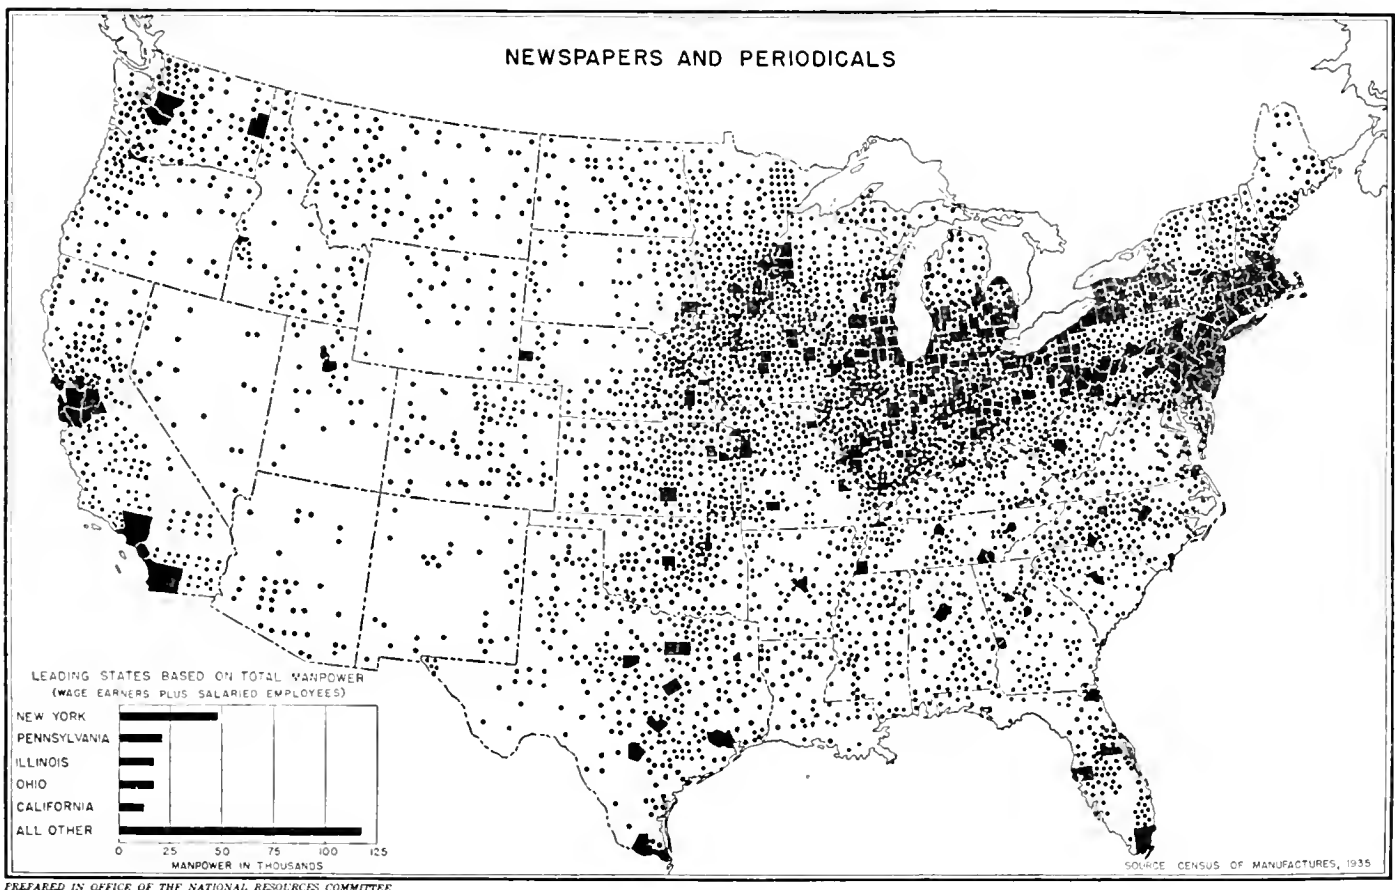 NEWSPAPERS AND PERIODICALS
LEADING STATES BASED ON TOTAL MANPOWER
(WAGE EARNERS PLUS SALARIED EMPLOYEES)
NEW YORK
PENNSYLVANIA
ILLINOIS
OHIO
CALIFORNIA
ALL OTHER
0 25 50 75 100 125
MANPOWER IN THOUSANDS
SOURCE CENSUS OF MANUFACTURES, 1935
PREPARED IN OFFICE OF THE NATIONAL RESOURCES COMMITTEE